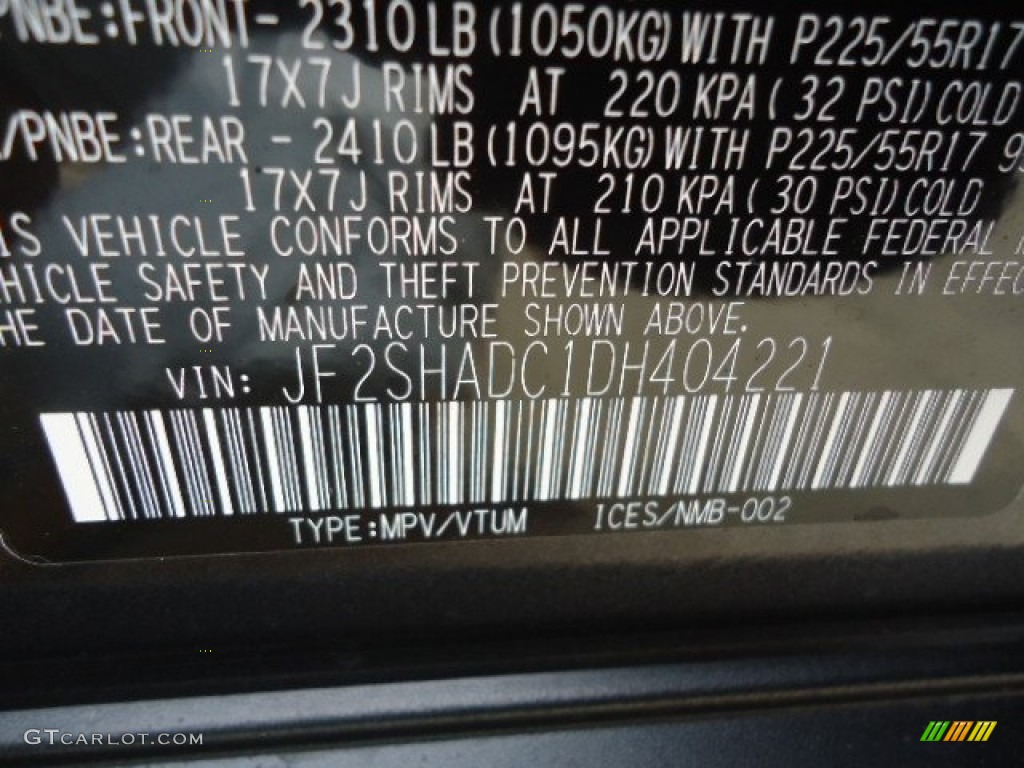 PNBE:FRONT- 2310 LB (1050KG) WITH P225/55R17
17X7J RIMS AT 220 KPA ( 32 PSI) COLD
/PNBE:REAR - 2410 LB (1095KG) WITH P225/55R17
17X7J RIMS AT 210 KPA ( 30 PSI) COLD
IS VEHICLE CONFORMS TO ALL APPLICABLE FEDERAL
HICLE SAFETY AND THEFT PREVENTION STANDARDS IN EFFEC
HE DATE OF MANUFACTURE SHOWN ABOVE.
VIN: JF2SHADC1DH404221
TYPE:MPV/VTUM ICES/NMB-002
GTCARLOT.COM